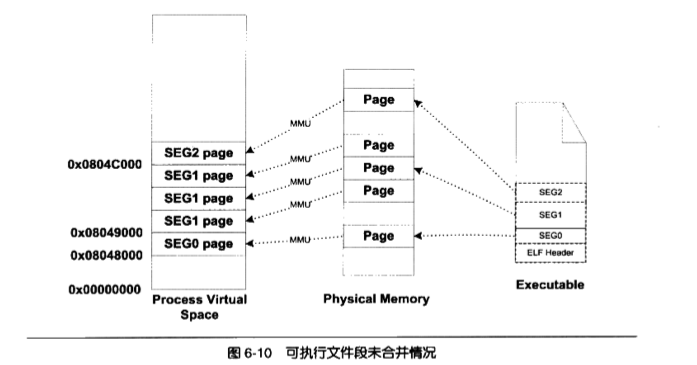 Page
MMU
SEG2 page
0x0804C000
Page
MMU
SEG1 page
Page
MMU
SEG1 page
Page
MMU
SEG1 page
0x08049000
SEG0 page
MMU
Page
0x08048000
0x00000000
SEG2
SEG1
SEG0
ELF Header
Process Virtual
Space
Physical Memory
Executable
图 6-10 可执行文件段未合并情况